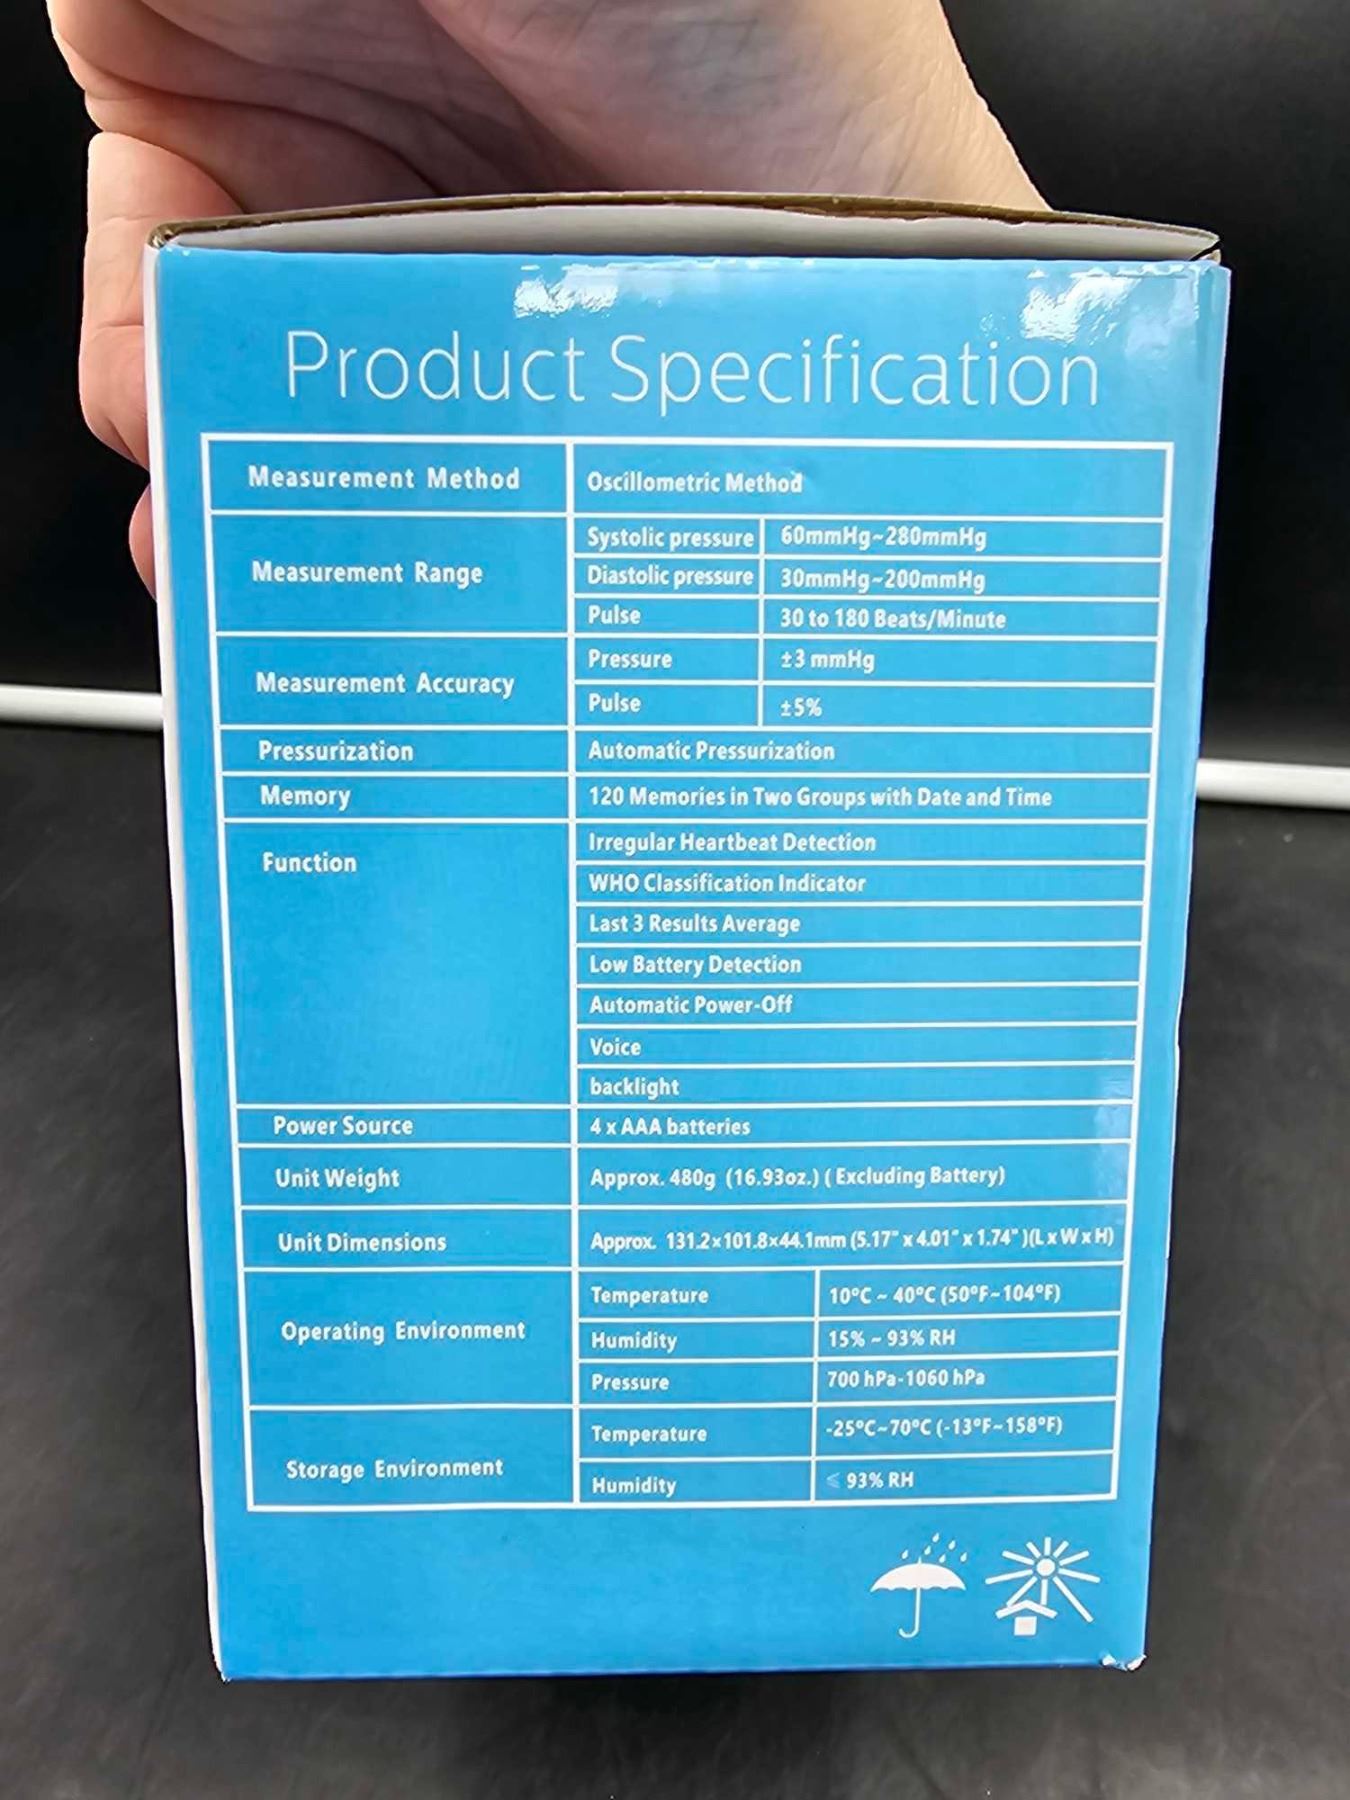 Product Specification
Measurement Method Oscillometric Method
Measurement Range Systolic pressure 60mmHg~280mmHg
Diastolic pressure 30mmHg~200mmHg
Pulse 30 to 180 Beats/Minute
Measurement Accuracy Pressure ±3 mmHg
Pulse ±5%
Pressurization Automatic Pressurization
Memory 120 Memories in Two Groups with Date and Time
Function Irregular Heartbeat Detection
WHO Classification Indicator
Last 3 Results Average
Low Battery Detection
Automatic Power-Off
Voice
backlight
Power Source 4 x AAA batteries
Unit Weight Approx. 480g (16.93oz.) ( Excluding Battery)
Unit Dimensions Approx. 131.2×101.8×44.1mm (5.17" x 4.01" x 1.74" )(L x W x H)
Operating Environment Temperature 10°C ~ 40°C (50°F~104°F)
Humidity 15% ~ 93% RH
Pressure 700 hPa-1060 hPa
Storage Environment Temperature -25°C~70°C (-13°F~158°F)
Humidity ⩽ 93% RH